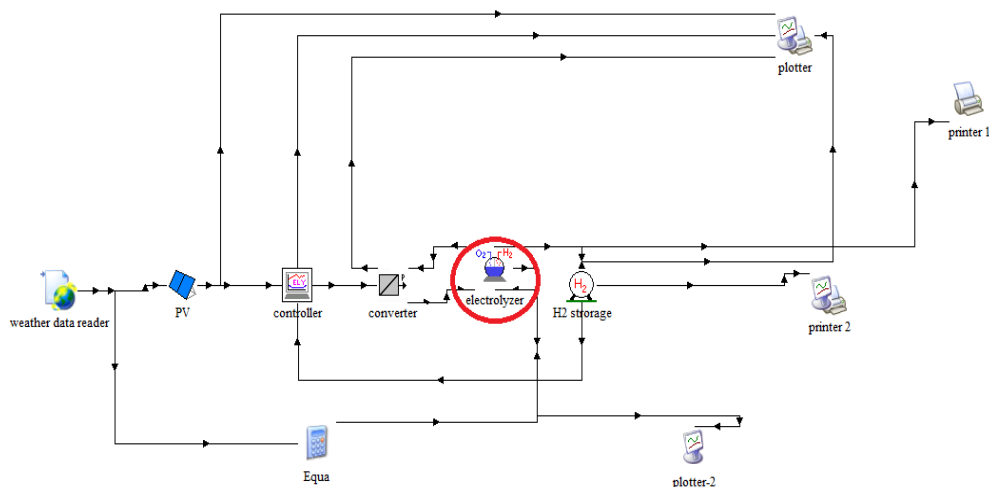 plotter
printer 1
O2
H2
weather data reader
PV
ELY
controller
P
converter
electrolyzer
H2
H2 strorage
printer 2
Equa
plotter-2